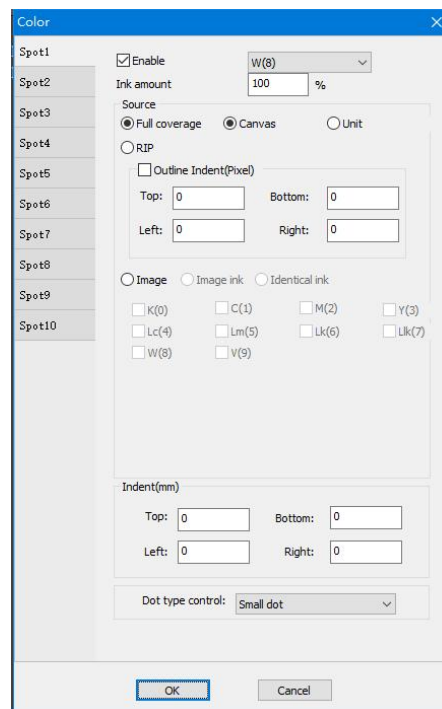 Color
Spot1
Spot2
Spot3
Spot4
Spot5
Spot6
Spot7
Spot8
Spot9
Spot10
Enable W(8)
Ink amount 100 %
Source
Full coverage Canvas Unit
RIP
Outline Indent(Pixel)
Top: 0 Bottom: 0
Left: 0 Right: 0
Image Image ink Identical ink
K(0) C(1) M(2) Y(3)
Lc(4) Lm(5) Lk(6) Llk(7)
W(8) V(9)
Indent(mm)
Top: 0 Bottom: 0
Left: 0 Right: 0
Dot type control: Small dot
OK Cancel